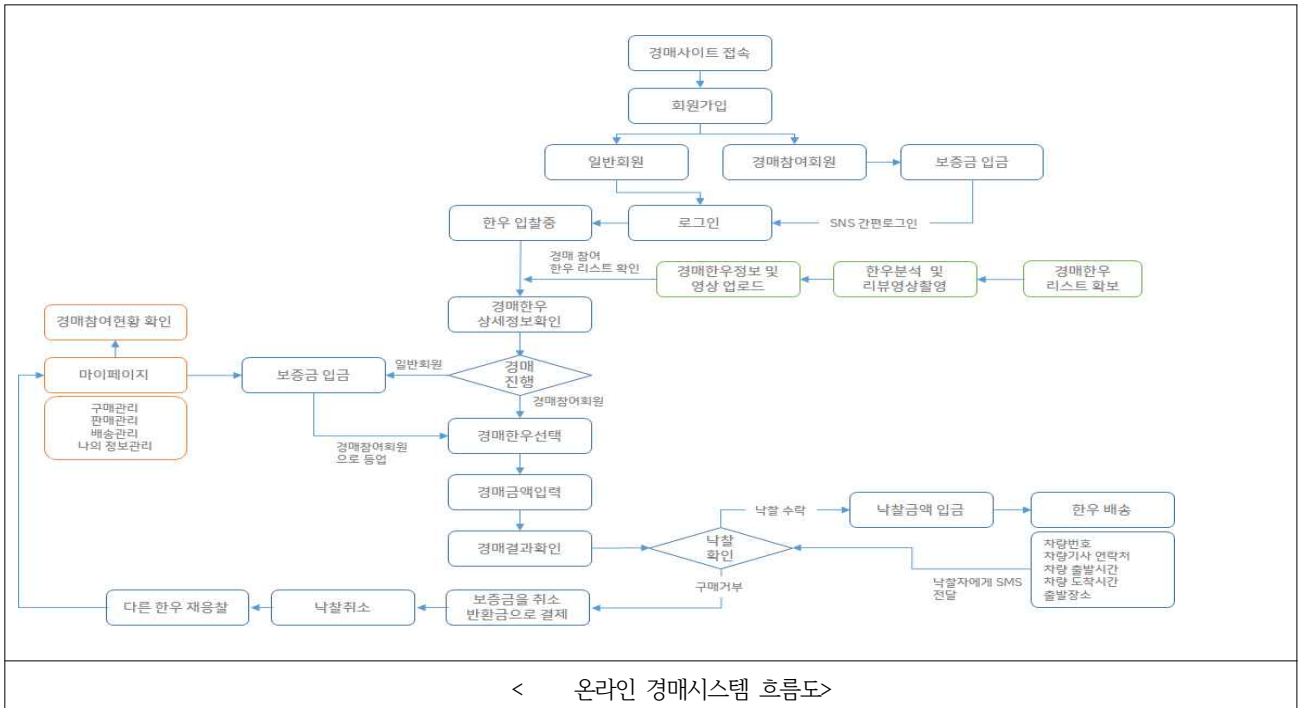 경매사이트 접속
회원가입
일반회원
경매참여회원
보증금 입금
한우 입찰중
로그인
SNS 간편로그인
경매 참여
한우 리스트 확인
경매한우정보 및
영상 업로드
한우분석 및
리뷰영상촬영
경매한우
리스트 확보
경매한우
상세정보확인
경매참여현황 확인
마이페이지
구매관리
판매관리
배송관리
나의 정보관리
보증금 입금
일반회원
경매
진행
경매참여회원
경매참여회원
으로 등업
경매한우선택
경매금액입력
경매결과확인
낙찰
확인
낙찰 수락
낙찰금액 입금
한우 배송
차량번호
차량기사 연락처
차량 출발시간
차량 도착시간
출발장소
낙찰자에게 SMS
전달
구매거부
보증금을 취소
반환금으로 결제
낙찰취소
다른 한우 재응찰
< 온라인 경매시스템 흐름도>